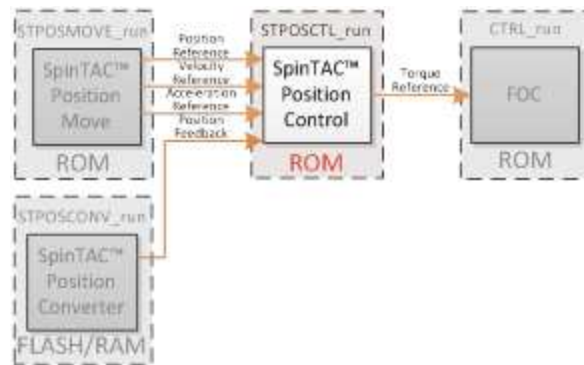 STPOSMOVE_run
SpinTAC™
Position
Move
ROM
Position
Reference
Velocity
Reference
Acceleration
Reference
Position
Feedback
STPOSCTL_run
SpinTAC™
Position
Control
ROM
Torque
Reference
CTRL_run
FOC
ROM
STPOSCONV_run
SpinTAC™
Position
Converter
FLASH/RAM